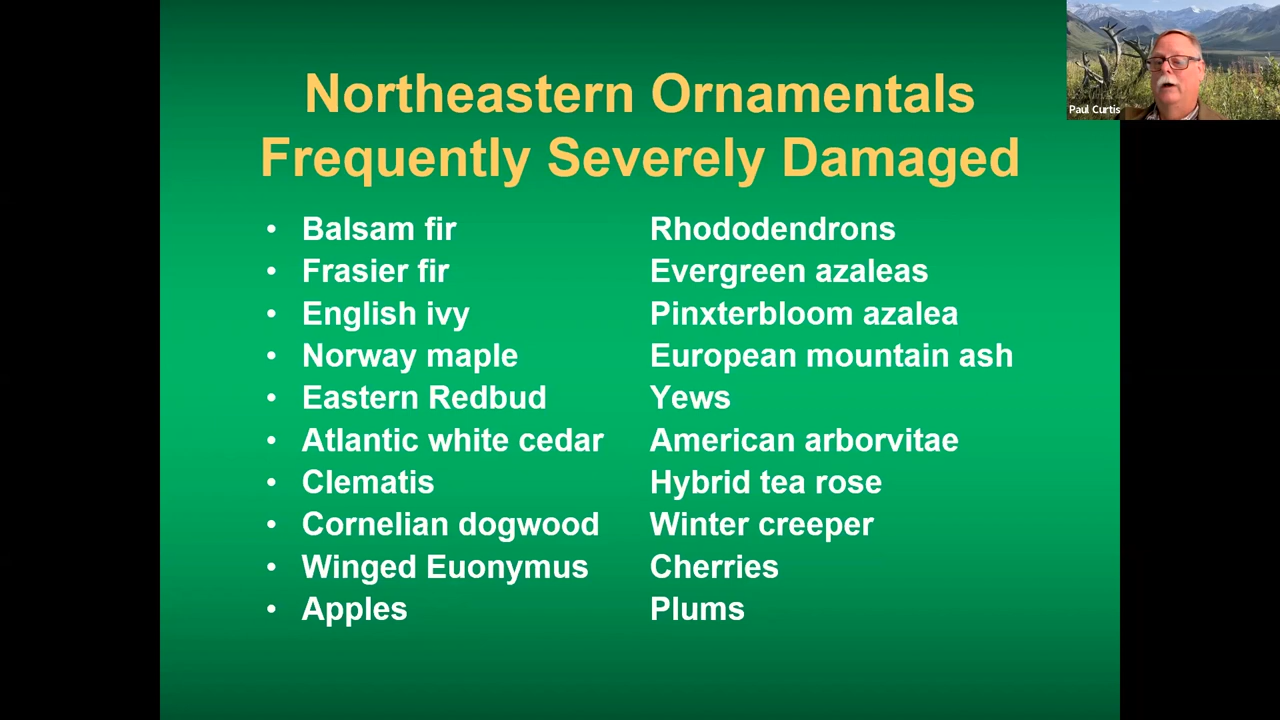 Northeastern Ornamentals
Frequently Severely Damaged
• Balsam fir
• Frasier fir
• English ivy
• Norway maple
• Eastern Redbud
• Atlantic white cedar
• Clematis
• Cornelian dogwood
• Winged Euonymus
• Apples
Rhododendrons
Evergreen azaleas
Pinxterbloom azalea
European mountain ash
Yews
American arborvitae
Hybrid tea rose
Winter creeper
Cherries
Plums
Paul Curtis